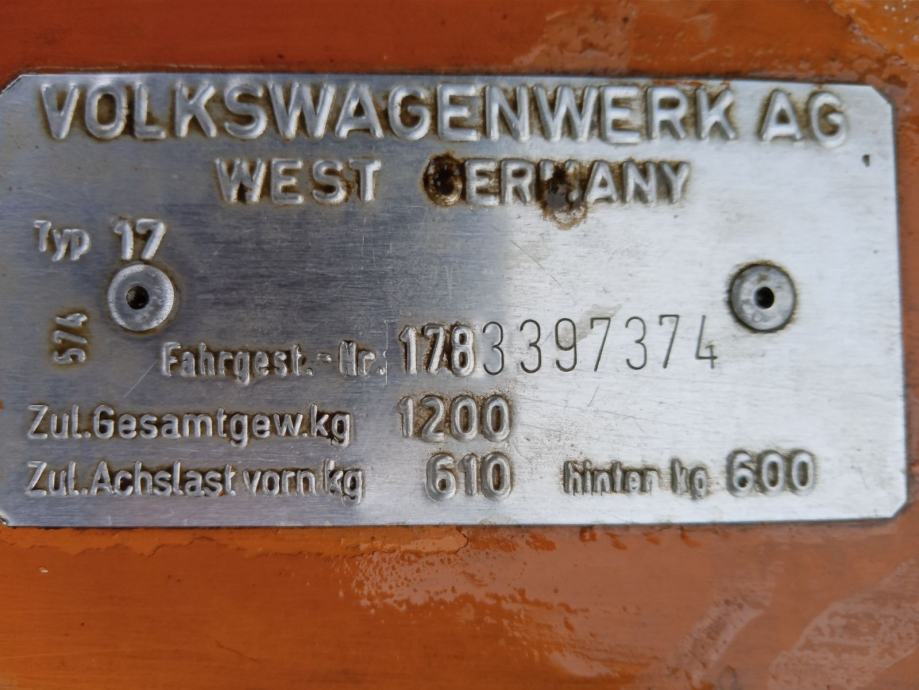 VOLKSWAGENWERK AG
WEST GERMANY
Typ 17
574
Fahrgest.-Nr. 1783397374
Zul.Gesamtgew.kg 1200
Zul.Achslast vorn kg 610 hinten kg 600